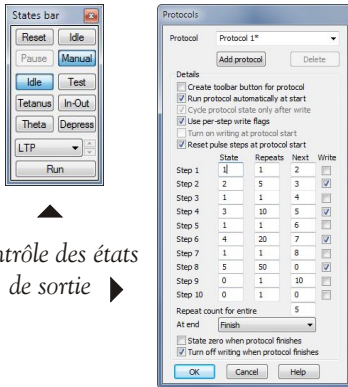 States bar
Reset Idle
Pause Manual
Idle Test
Tetanus In-Out
Theta Depress
LTP
Run
ntrôle des états
de sortie
Protocols
Protocol Protocol 1*
Add protocol Delete
Details
Create toolbar button for protocol
Run protocol automatically at start
Cycle protocol state only after write
Use per-step write flags
Turn on writing at protocol start
Reset pulse steps at protocol start
State Repeats Next Write
Step 1 1 1 2
Step 2 2 5 3
Step 3 1 1 4
Step 4 3 10 5
Step 5 1 1 6
Step 6 4 20 7
Step 7 1 1 8
Step 8 5 50 0
Step 9 0 1 10
Step 10 0 1 0
Repeat count for entire 5
At end Finish
State zero when protocol finishes
Turn off writing when protocol finishes
OK Cancel Help